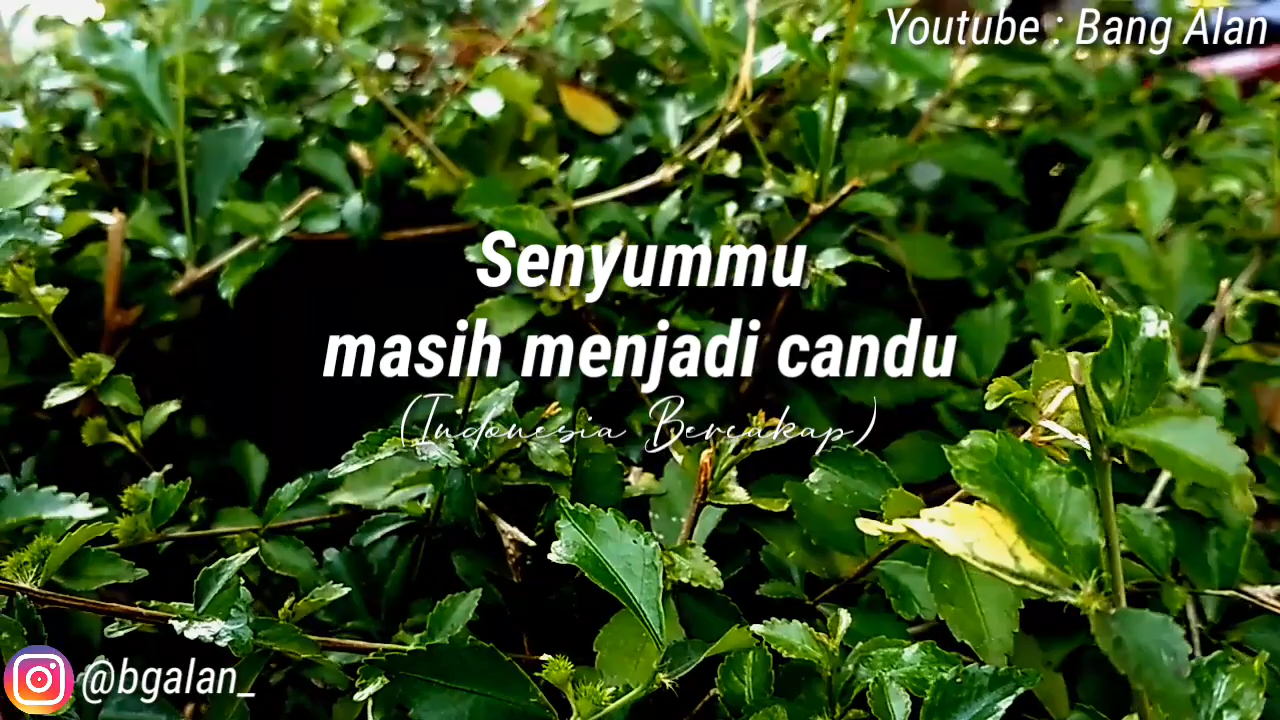 Youtube : Bang Alan
Senyummu
masih menjadi candu
(Indonesia Bercakap)
@bgalan_